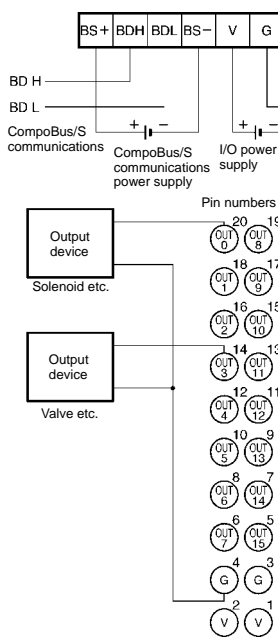 BS+ BDH BDL BS− V G
BD H
BD L
CompoBus/S
communications
+ −
CompoBus/S
communications
power supply
+ −
I/O power
supply
Pin numbers
Output
device
Solenoid etc.
20 19
OUT 0 OUT 8
18 17
OUT 1 OUT 9
16 15
OUT 2 OUT 10
Output
device
Valve etc.
14 13
OUT 3 OUT 11
12 11
OUT 4 OUT 12
10 9
OUT 5 OUT 13
8 7
OUT 6 OUT 14
6 5
OUT 7 OUT 15
4 3
G G
2 1
V V